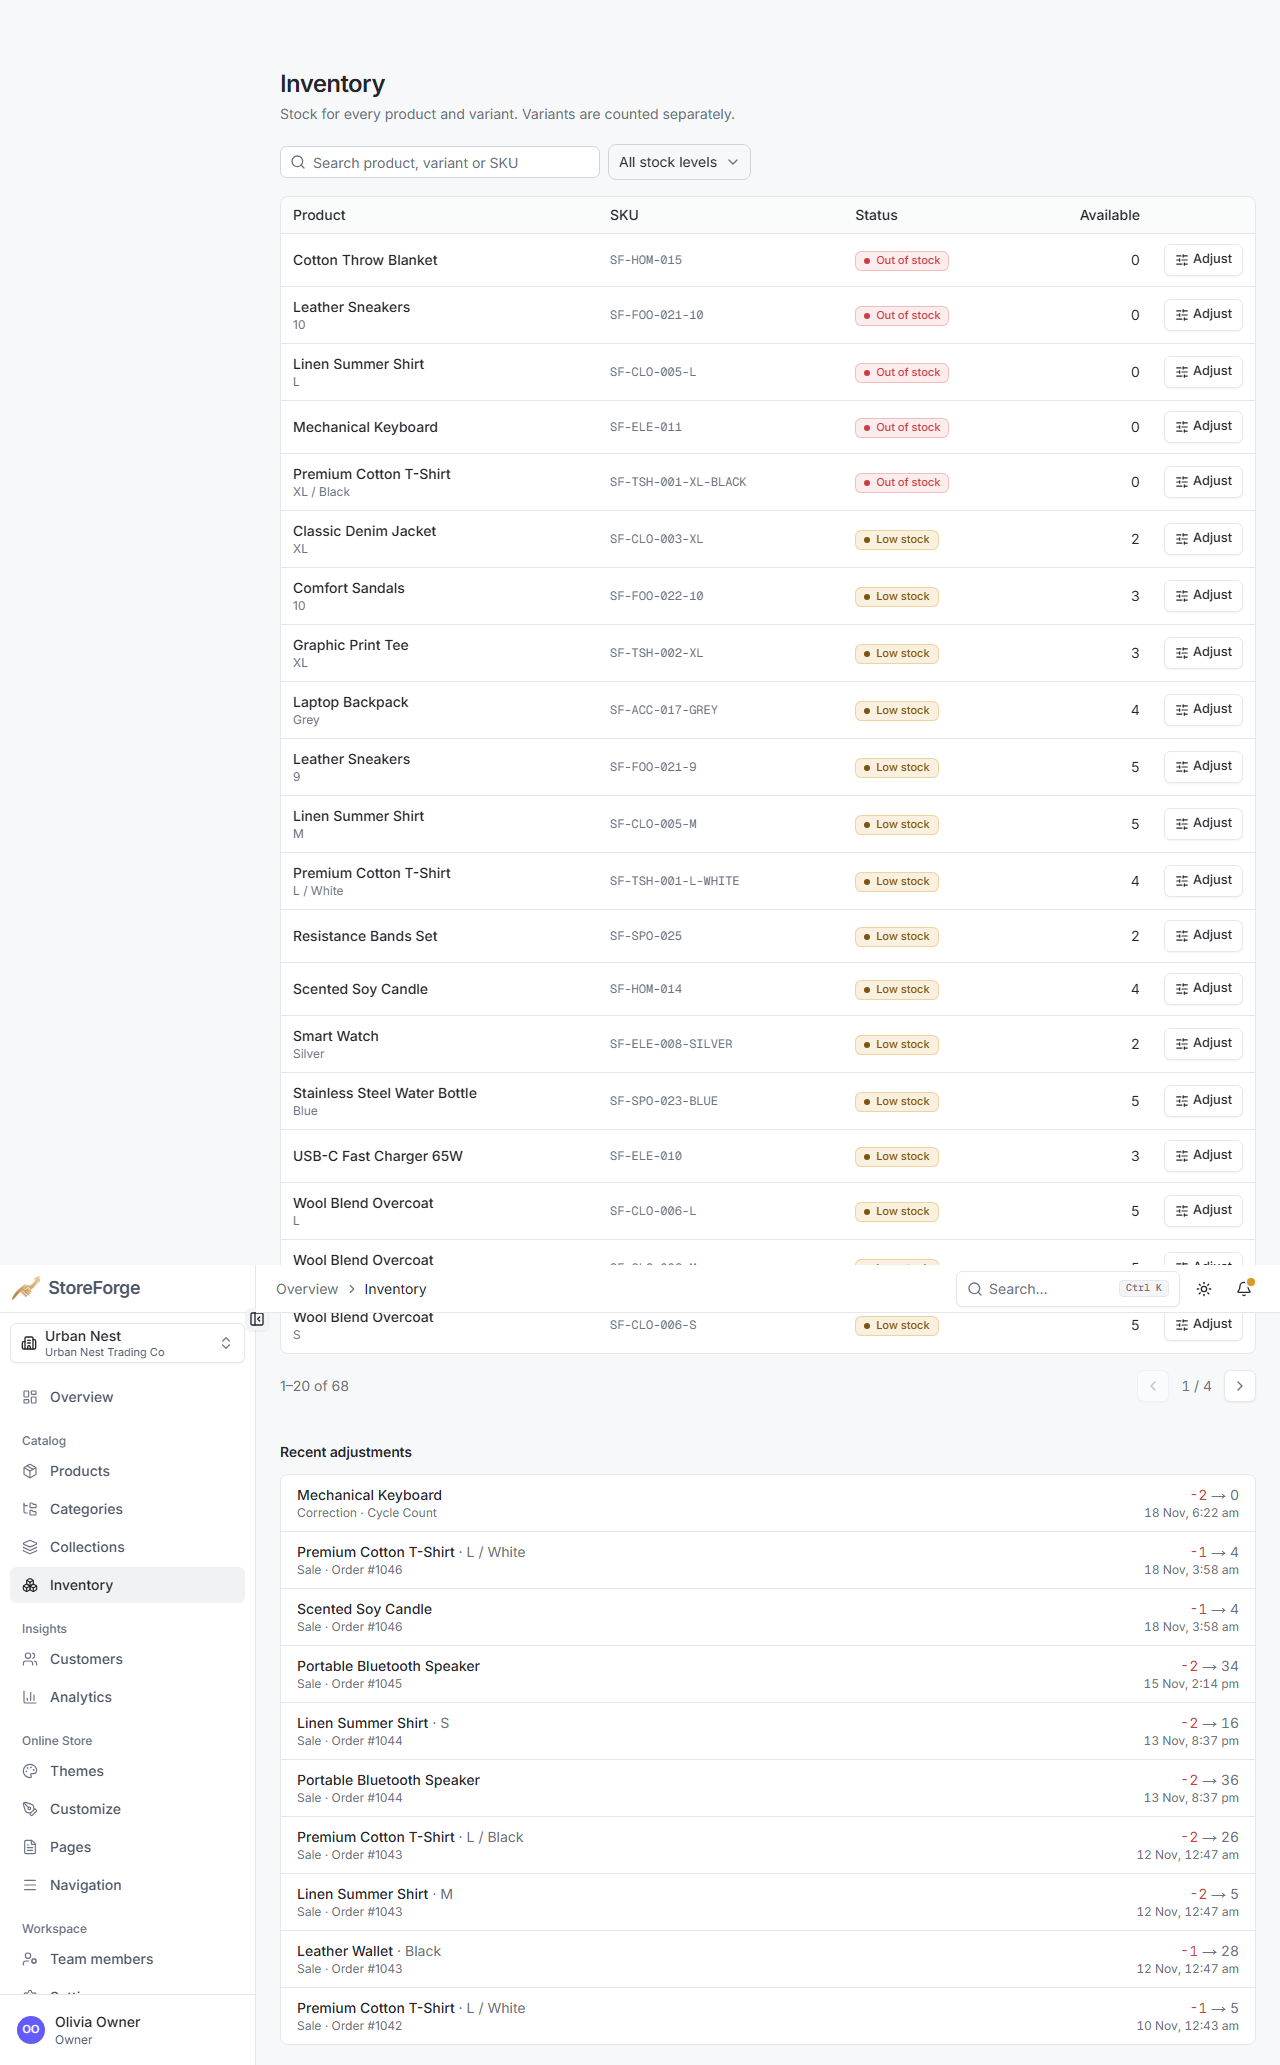 Inventory
Stock for every product and variant. Variants are counted separately.
Search product, variant or SKU
All stock levels
Product SKU Status Available
Cotton Throw Blanket SF-HOM-015 Out of stock 0 Adjust
Leather Sneakers
10
SF-FOO-021-10 Out of stock 0 Adjust
Linen Summer Shirt
L
SF-CLO-005-L Out of stock 0 Adjust
Mechanical Keyboard SF-ELE-011 Out of stock 0 Adjust
Premium Cotton T-Shirt
XL / Black
SF-TSH-001-XL-BLACK Out of stock 0 Adjust
Classic Denim Jacket
XL
SF-CLO-003-XL Low stock 2 Adjust
Comfort Sandals
10
SF-FOO-022-10 Low stock 3 Adjust
Graphic Print Tee
XL
SF-TSH-002-XL Low stock 3 Adjust
Laptop Backpack
Grey
SF-ACC-017-GREY Low stock 4 Adjust
Leather Sneakers
9
SF-FOO-021-9 Low stock 5 Adjust
Linen Summer Shirt
M
SF-CLO-005-M Low stock 5 Adjust
Premium Cotton T-Shirt
L / White
SF-TSH-001-L-WHITE Low stock 4 Adjust
Resistance Bands Set SF-SPO-025 Low stock 2 Adjust
Scented Soy Candle SF-HOM-014 Low stock 4 Adjust
Smart Watch
Silver
SF-ELE-008-SILVER Low stock 2 Adjust
Stainless Steel Water Bottle
Blue
SF-SPO-023-BLUE Low stock 5 Adjust
USB-C Fast Charger 65W SF-ELE-010 Low stock 3 Adjust
Wool Blend Overcoat
L
SF-CLO-006-L Low stock 5 Adjust
Wool Blend Overcoat
StoreForge
Overview > Inventory
Search...
Ctrl K
Wool Blend Overcoat
S
SF-CLO-006-S Low stock 5 Adjust
1–20 of 68
1 / 4
Urban Nest
Urban Nest Trading Co
Overview
Catalog
Products
Categories
Collections
Inventory
Insights
Customers
Analytics
Online Store
Themes
Customize
Pages
Navigation
Workspace
Team members
OO
Olivia Owner
Owner
Recent adjustments
Mechanical Keyboard -2 → 0
Correction · Cycle Count 18 Nov, 6:22 am
Premium Cotton T-Shirt · L / White -1 → 4
Sale · Order #1046 18 Nov, 3:58 am
Scented Soy Candle -1 → 4
Sale · Order #1046 18 Nov, 3:58 am
Portable Bluetooth Speaker -2 → 34
Sale · Order #1045 15 Nov, 2:14 pm
Linen Summer Shirt · S -2 → 16
Sale · Order #1044 13 Nov, 8:37 pm
Portable Bluetooth Speaker -2 → 36
Sale · Order #1044 13 Nov, 8:37 pm
Premium Cotton T-Shirt · L / Black -2 → 26
Sale · Order #1043 12 Nov, 12:47 am
Linen Summer Shirt · M -2 → 5
Sale · Order #1043 12 Nov, 12:47 am
Leather Wallet · Black -1 → 28
Sale · Order #1043 12 Nov, 12:47 am
Premium Cotton T-Shirt · L / White -1 → 5
Sale · Order #1042 10 Nov, 12:43 am